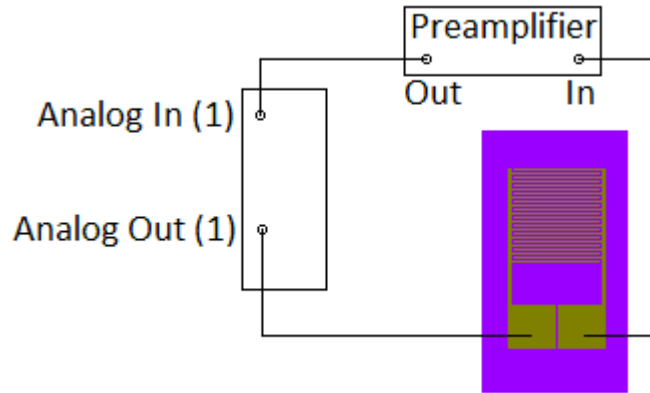 Preamplifier
Out In
Analog In (1)
Analog Out (1)